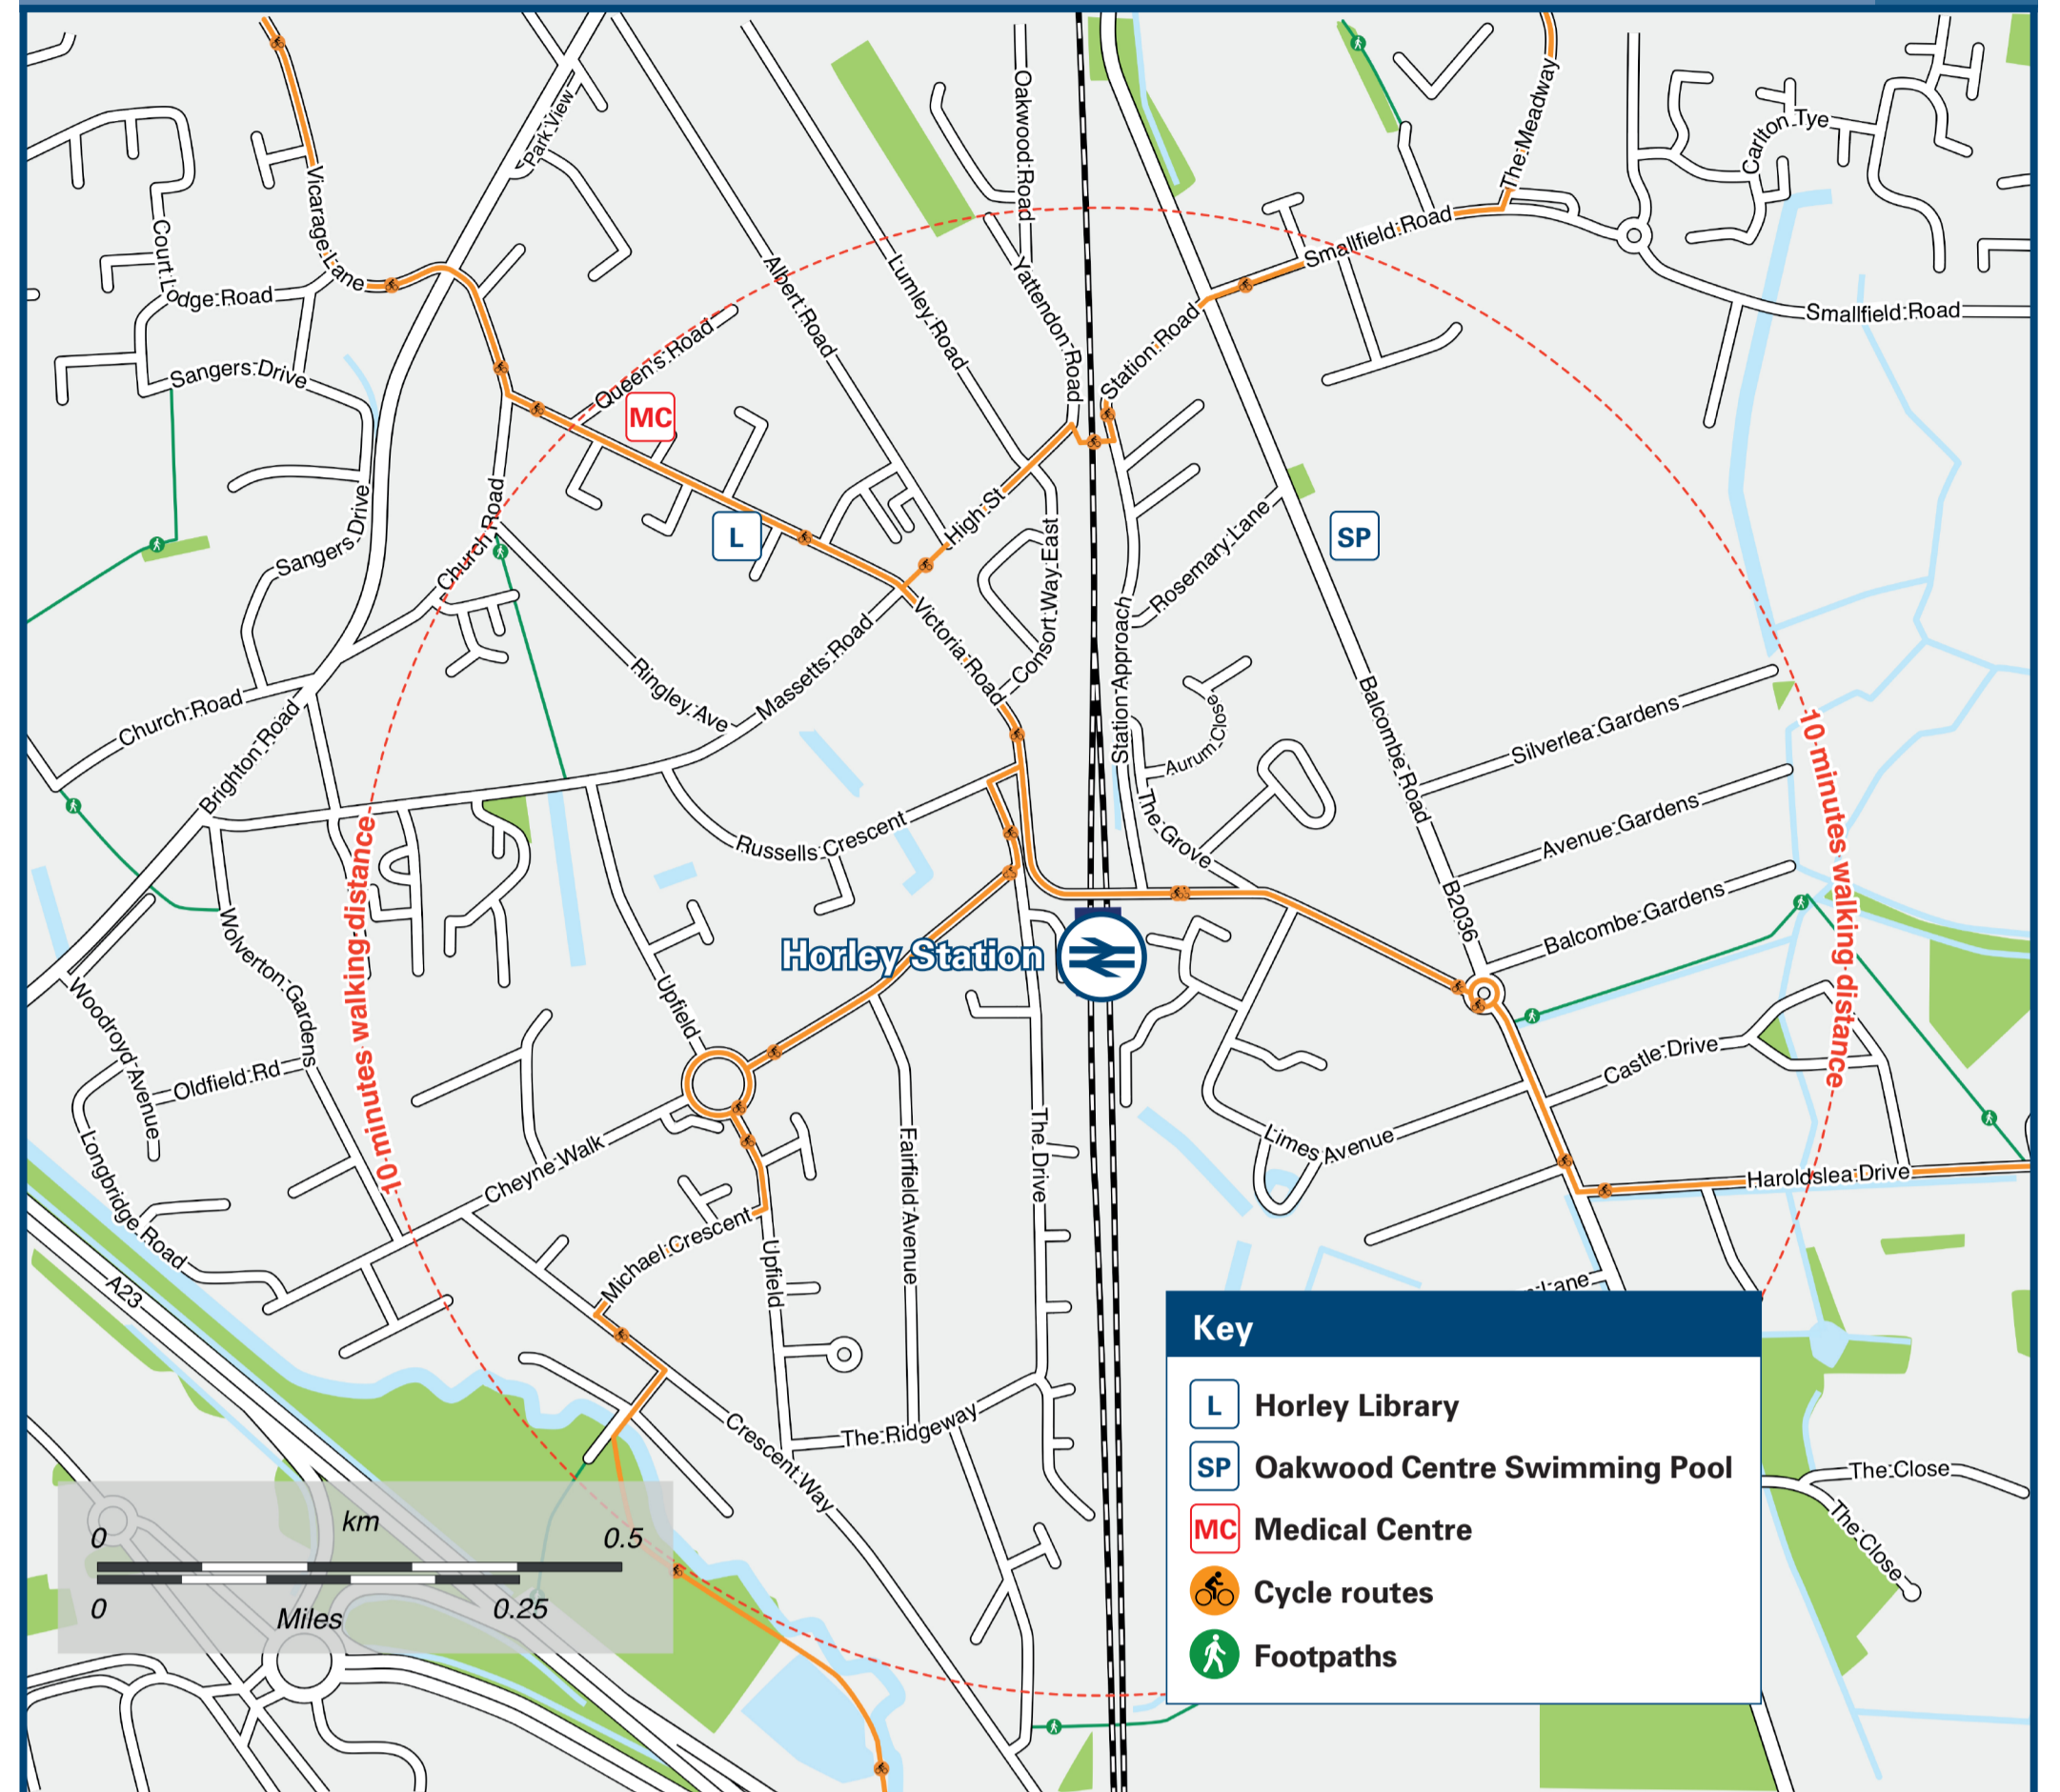 Park View
Oakwood Road
The Meadway
Carlton Tye
Vicarage Lane
Court Lodge Road
Albert Road
Lumley Road
Yattendon Road
Smallfield Road
Smallfield Road
Station Road
Sangers Drive
Queen's Road
MC
Church Road
Sangers Drive
L
High St
SP
Consort Way East
Rosemary Lane
Victoria Road
Massetts Road
Ringley Ave
Station Approach
Church Road
Brighton Road
Aurum Close
Balcombe Road
Silverlea Gardens
10 minutes walking distance
Russells Crescent
The Grove
Avenue Gardens
B2036
Balcombe Gardens
10 minutes walking distance
Wolverton Gardens
Horley Station
Woodroyd Avenue
Upfield
Oldfield Rd
Castle Drive
Limes Avenue
Longbridge Road
Cheyne Walk
Fairfield Avenue
The Drive
Haroldslea Drive
Michael Crescent
Upfield
A23
Lane
Crescent Way
The Ridgeway
The Close
The Close
km
0 0.5
0 0.25
Miles
Key
L Horley Library
SP Oakwood Centre Swimming Pool
MC Medical Centre
Cycle routes
Footpaths